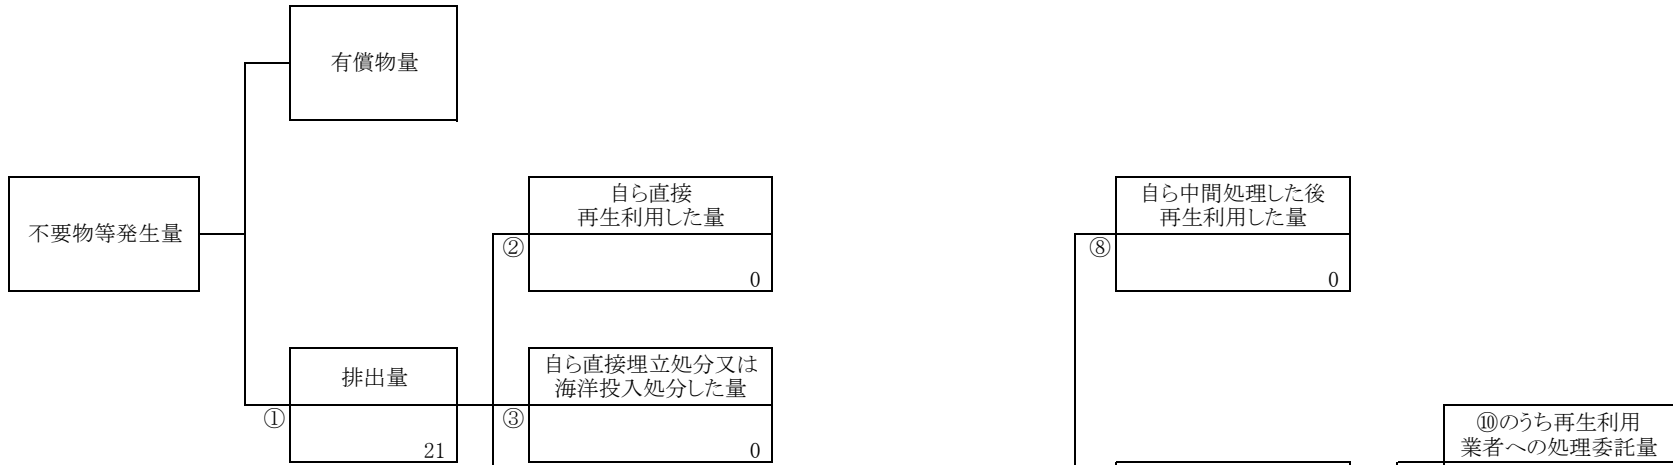 有償物量
不要物等発生量
自ら直接
再生利用した量
②
0
自ら中間処理した後
再生利用した量
⑧
0
排出量
①
21
自ら直接埋立処分又は
海洋投入処分した量
③
0
⑩のうち再生利用
業者への処理委託量